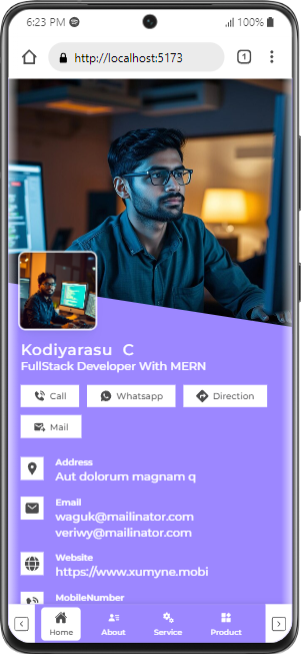 6:23 PM
100%
http://localhost:5173
1
Kodiyarasu C
FullStack Developer With MERN
Call
Whatsapp
Direction
Mail
Address
Aut dolorum magnam q
Email
waguk@mailinator.com
veriwy@mailinator.com
Website
https://www.xumyne.mobi
MobileNumber
Home
About
Service
Product